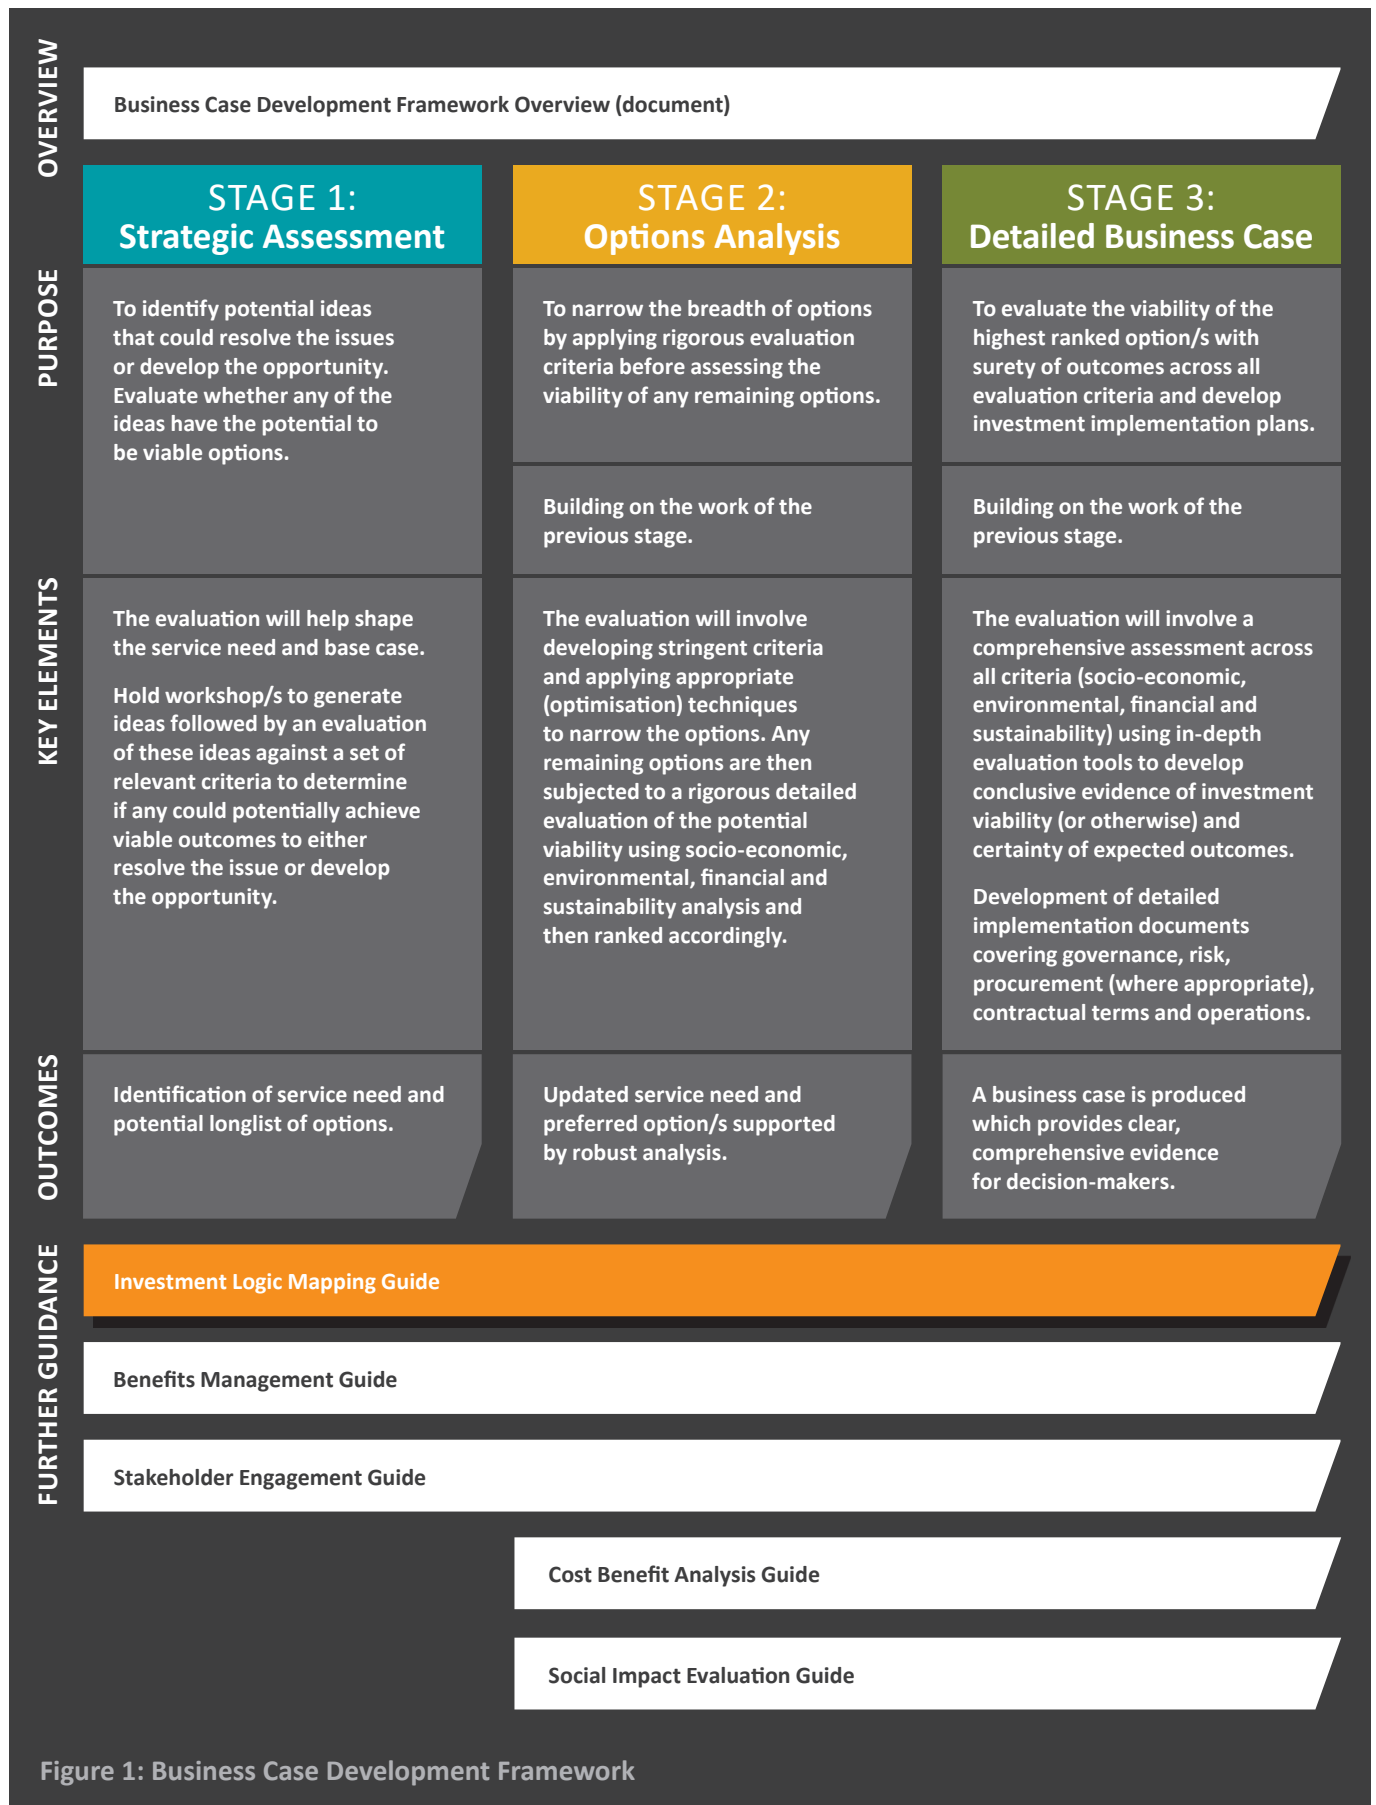 OVERVIEW
Business Case Development Framework Overview (document)
STAGE 1:
Strategic Assessment
STAGE 2:
Options Analysis
STAGE 3:
Detailed Business Case
PURPOSE
To identify potential ideas
that could resolve the issues
or develop the opportunity.
Evaluate whether any of the
ideas have the potential to
be viable options.
To narrow the breadth of options
by applying rigorous evaluation
criteria before assessing the
viability of any remaining options.
Building on the work of the
previous stage.
To evaluate the viability of the
highest ranked option/s with
surety of outcomes across all
evaluation criteria and develop
investment implementation plans.
Building on the work of the
previous stage.
KEY ELEMENTS
The evaluation will help shape
the service need and base case.
Hold workshop/s to generate
ideas followed by an evaluation
of these ideas against a set of
relevant criteria to determine
if any could potentially achieve
viable outcomes to either
resolve the issue or develop
the opportunity.
The evaluation will involve
developing stringent criteria
and applying appropriate
(optimisation) techniques
to narrow the options. Any
remaining options are then
subjected to a rigorous detailed
evaluation of the potential
viability using socio-economic,
environmental, financial and
sustainability analysis and
then ranked accordingly.
The evaluation will involve a
comprehensive assessment across
all criteria (socio-economic,
environmental, financial and
sustainability) using in-depth
evaluation tools to develop
conclusive evidence of investment
viability (or otherwise) and
certainty of expected outcomes.
Development of detailed
implementation documents
covering governance, risk,
procurement (where appropriate),
contractual terms and operations.
OUTCOMES
Identification of service need and
potential longlist of options.
Updated service need and
preferred option/s supported
by robust analysis.
A business case is produced
which provides clear,
comprehensive evidence
for decision-makers.
FURTHER GUIDANCE
Investment Logic Mapping Guide
Benefits Management Guide
Stakeholder Engagement Guide
Cost Benefit Analysis Guide
Social Impact Evaluation Guide
Figure 1: Business Case Development Framework